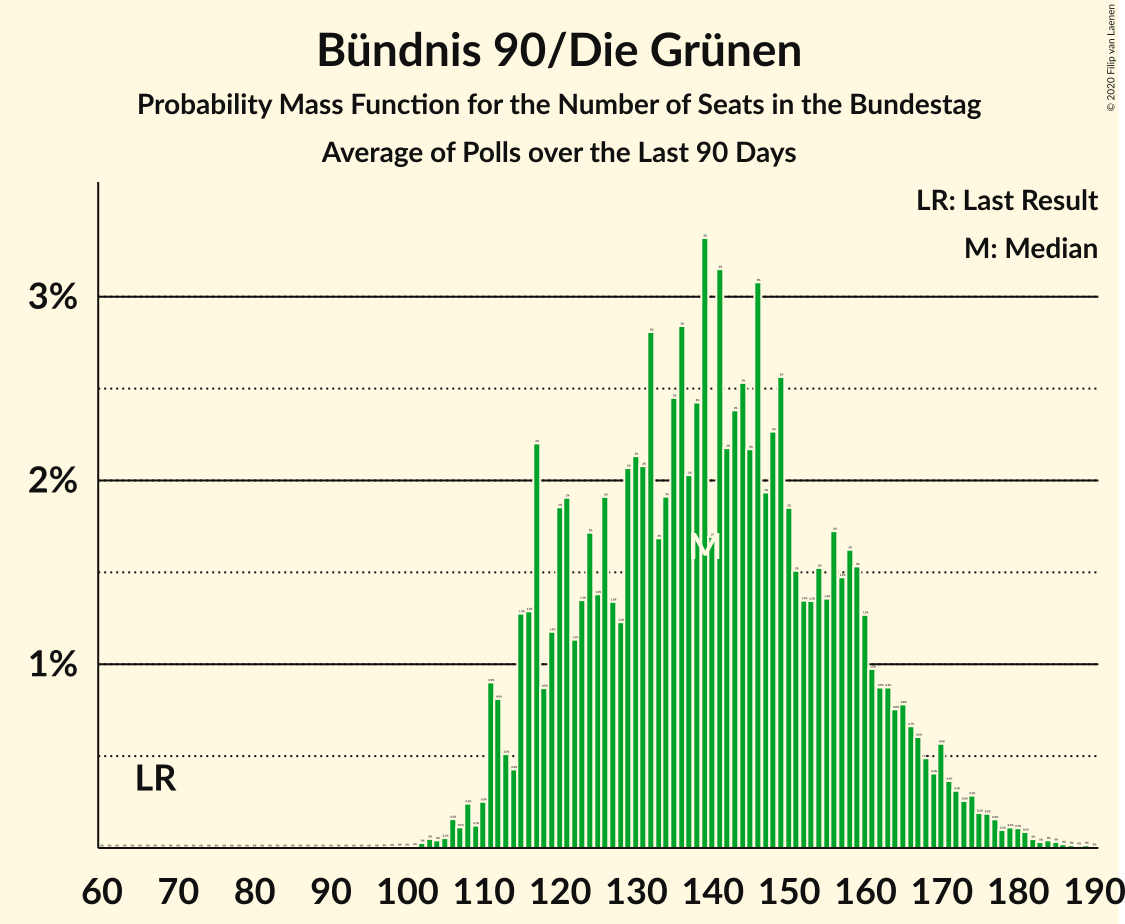 Bündnis 90/Die Grünen
Probability Mass Function for the Number of Seats in the Bundestag
Average of Polls over the Last 90 Days
© 2020 Filip van Laenen
LR: Last Result
M: Median
3%
2%
1%
LR
M
60 70 80 90 100 110 120 130 140 150 160 170 180 190